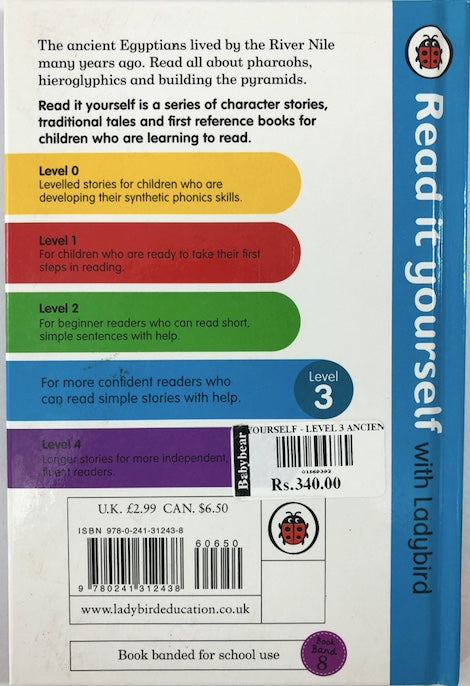 The ancient Egyptians lived by the River Nile
many years ago. Read all about pharaohs,
hieroglyphics and building the pyramids.
Read it yourself is a series of character stories,
traditional tales and first reference books for
children who are learning to read.
Level 0
Levelled stories for children who are
developing their synthetic phonics skills.
Level 1
For children who are ready to take their first
steps in reading.
Level 2
For beginner readers who can read short,
simple sentences with help.
For more confident readers who
can read simple stories with help.
Level
3
Level 4
Longer stories for more independent,
fluent readers.
Babybear
YOURSELF - LEVEL 3 ANCIEN
01569393
Rs.340.00
U.K. £2.99 CAN. $6.50
ISBN 978-0-241-31243-8
60650
9 780241 312438
www.ladybirdeducation.co.uk
Book banded for school use
Book
Band
8
Read it yourself with Ladybird